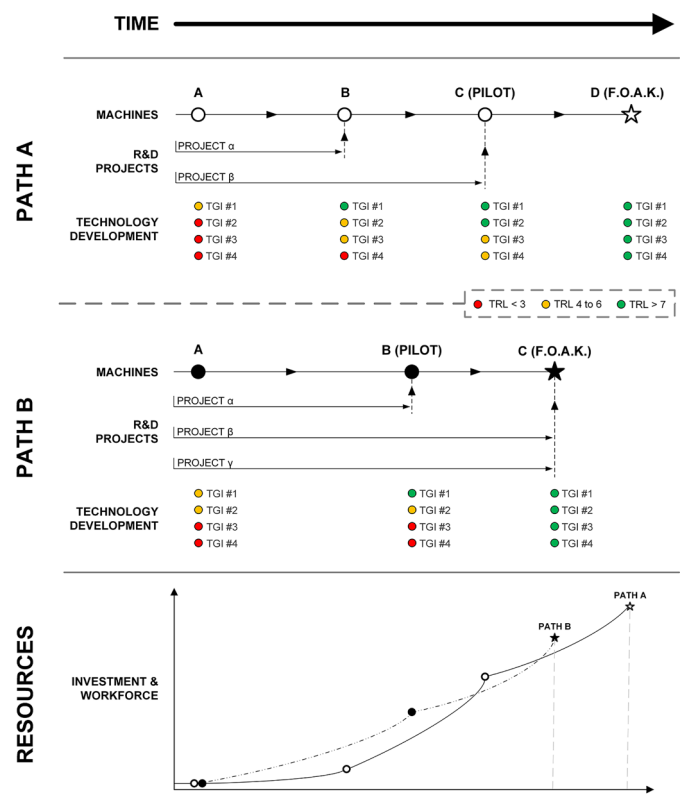 TIME
PATH A
A
B
C (PILOT)
D (F.O.A.K.)
MACHINES
R&D
PROJECTS
PROJECT α
PROJECT β
TECHNOLOGY
DEVELOPMENT
TGI #1
TGI #2
TGI #3
TGI #4
TGI #1
TGI #2
TGI #3
TGI #4
TGI #1
TGI #2
TGI #3
TGI #4
TGI #1
TGI #2
TGI #3
TGI #4
TRL < 3
TRL 4 to 6
TRL > 7
PATH B
A
B (PILOT)
C (F.O.A.K.)
MACHINES
R&D
PROJECTS
PROJECT α
PROJECT β
PROJECT γ
TECHNOLOGY
DEVELOPMENT
TGI #1
TGI #2
TGI #3
TGI #4
TGI #1
TGI #2
TGI #3
TGI #4
TGI #1
TGI #2
TGI #3
TGI #4
RESOURCES
INVESTMENT &
WORKFORCE
PATH B
PATH A